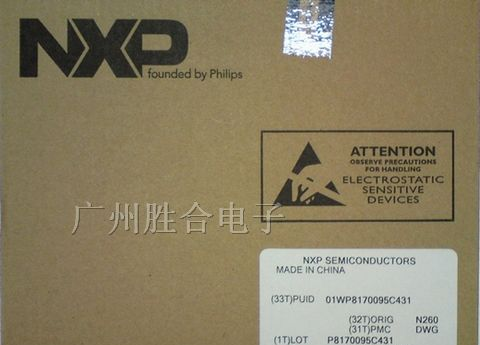 NXP
founded by Philips
ATTENTION
OBSERVE PRECAUTIONS
FOR HANDLING
ELECTROSTATIC
SENSITIVE
DEVICES
广州胜合电子
NXP SEMICONDUCTORS
MADE IN CHINA
(33T)PUID 01WP8170095C431
(32T)ORIG N260
(31T)PMC DWG
(1T)LOT P8170095C431